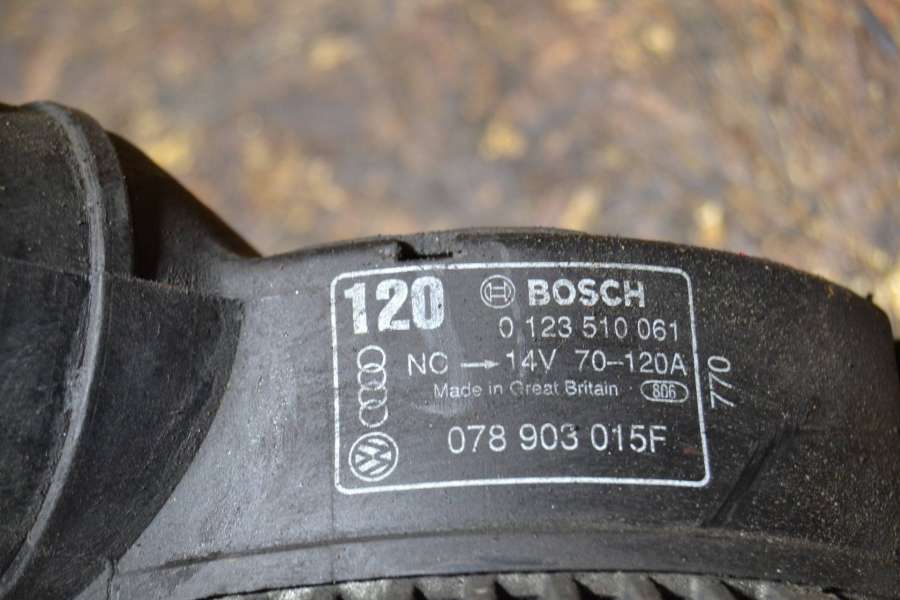 120
BOSCH
0 123 510 061
NC → 14V 70–120A
Made in Great Britain 806
078 903 015F
770